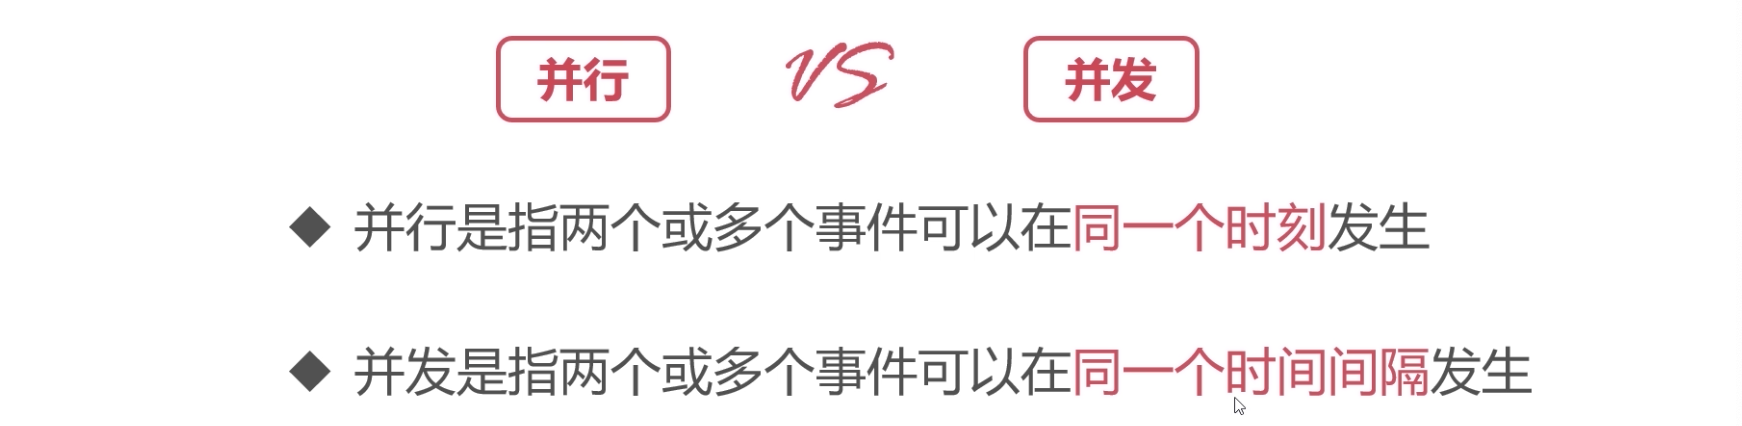 并行 VS 并发
◆ 并行是指两个或多个事件可以在同一个时刻发生
◆ 并发是指两个或多个事件可以在同一个时间间隔发生